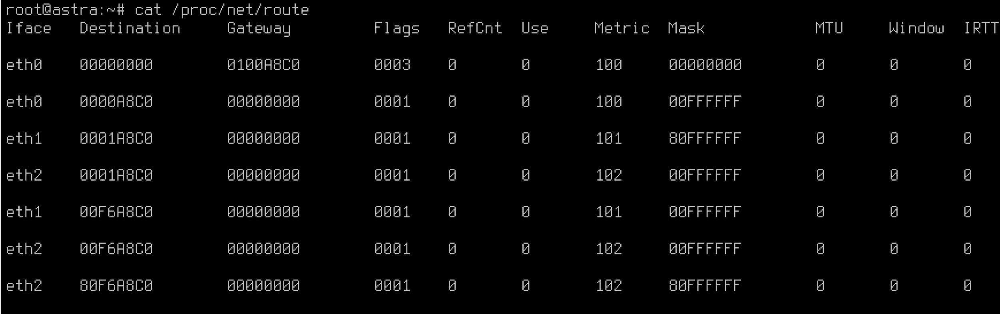 root@astra:~# cat /proc/net/route
Iface Destination Gateway Flags RefCnt Use Metric Mask MTU Window IRTT
eth0 00000000 0100A8C0 0003 0 0 100 00000000 0 0 0
eth0 0000A8C0 00000000 0001 0 0 100 00FFFFFF 0 0 0
eth1 0001A8C0 00000000 0001 0 0 101 80FFFFFF 0 0 0
eth2 0001A8C0 00000000 0001 0 0 102 00FFFFFF 0 0 0
eth1 00F6A8C0 00000000 0001 0 0 101 00FFFFFF 0 0 0
eth2 00F6A8C0 00000000 0001 0 0 102 00FFFFFF 0 0 0
eth2 80F6A8C0 00000000 0001 0 0 102 80FFFFFF 0 0 0